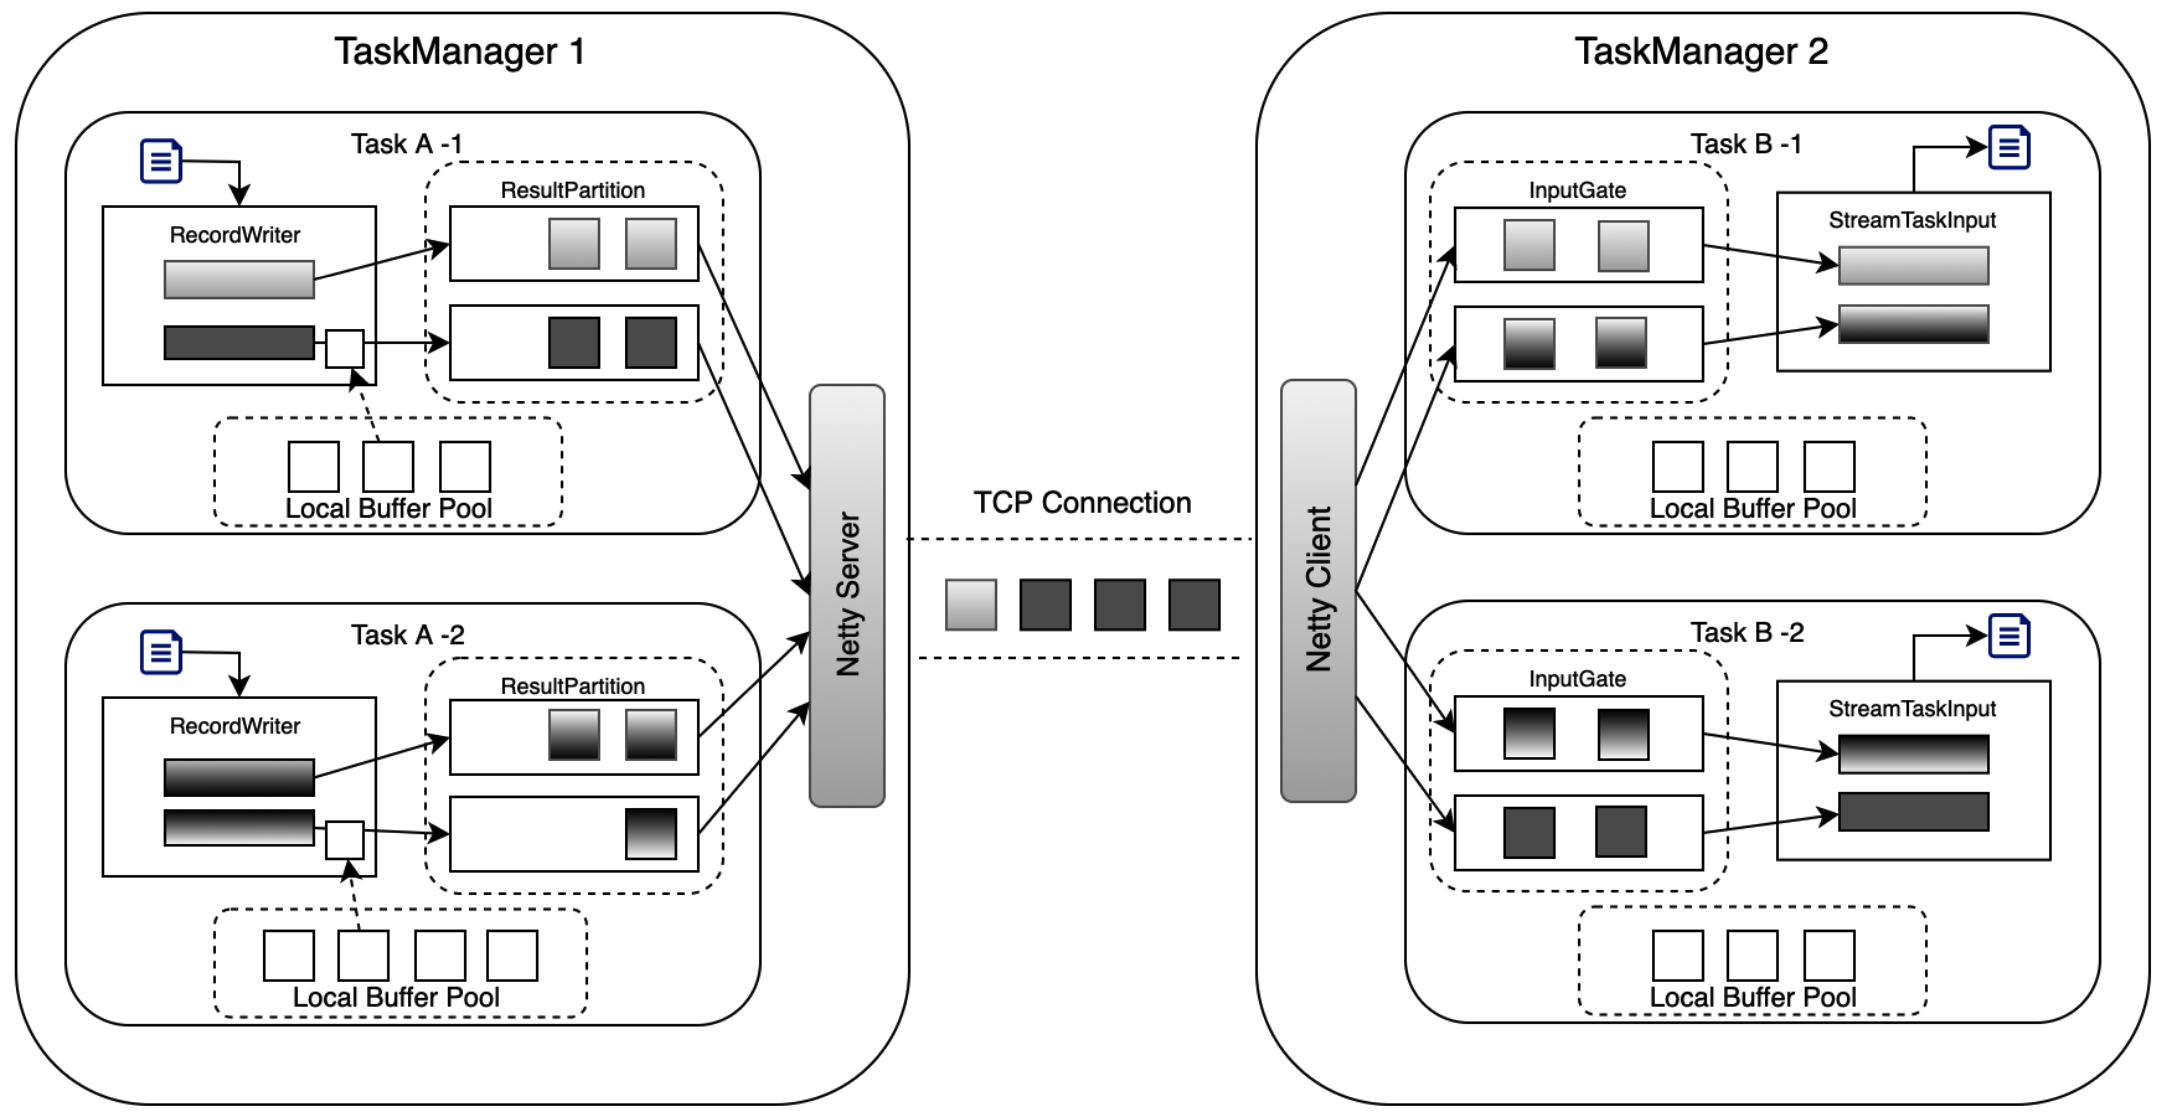 TaskManager 1
Task A -1
RecordWriter
ResultPartition
Local Buffer Pool
Task A -2
RecordWriter
ResultPartition
Local Buffer Pool
Netty Server
TCP Connection
Netty Client
TaskManager 2
Task B -1
InputGate
StreamTaskInput
Local Buffer Pool
Task B -2
InputGate
StreamTaskInput
Local Buffer Pool